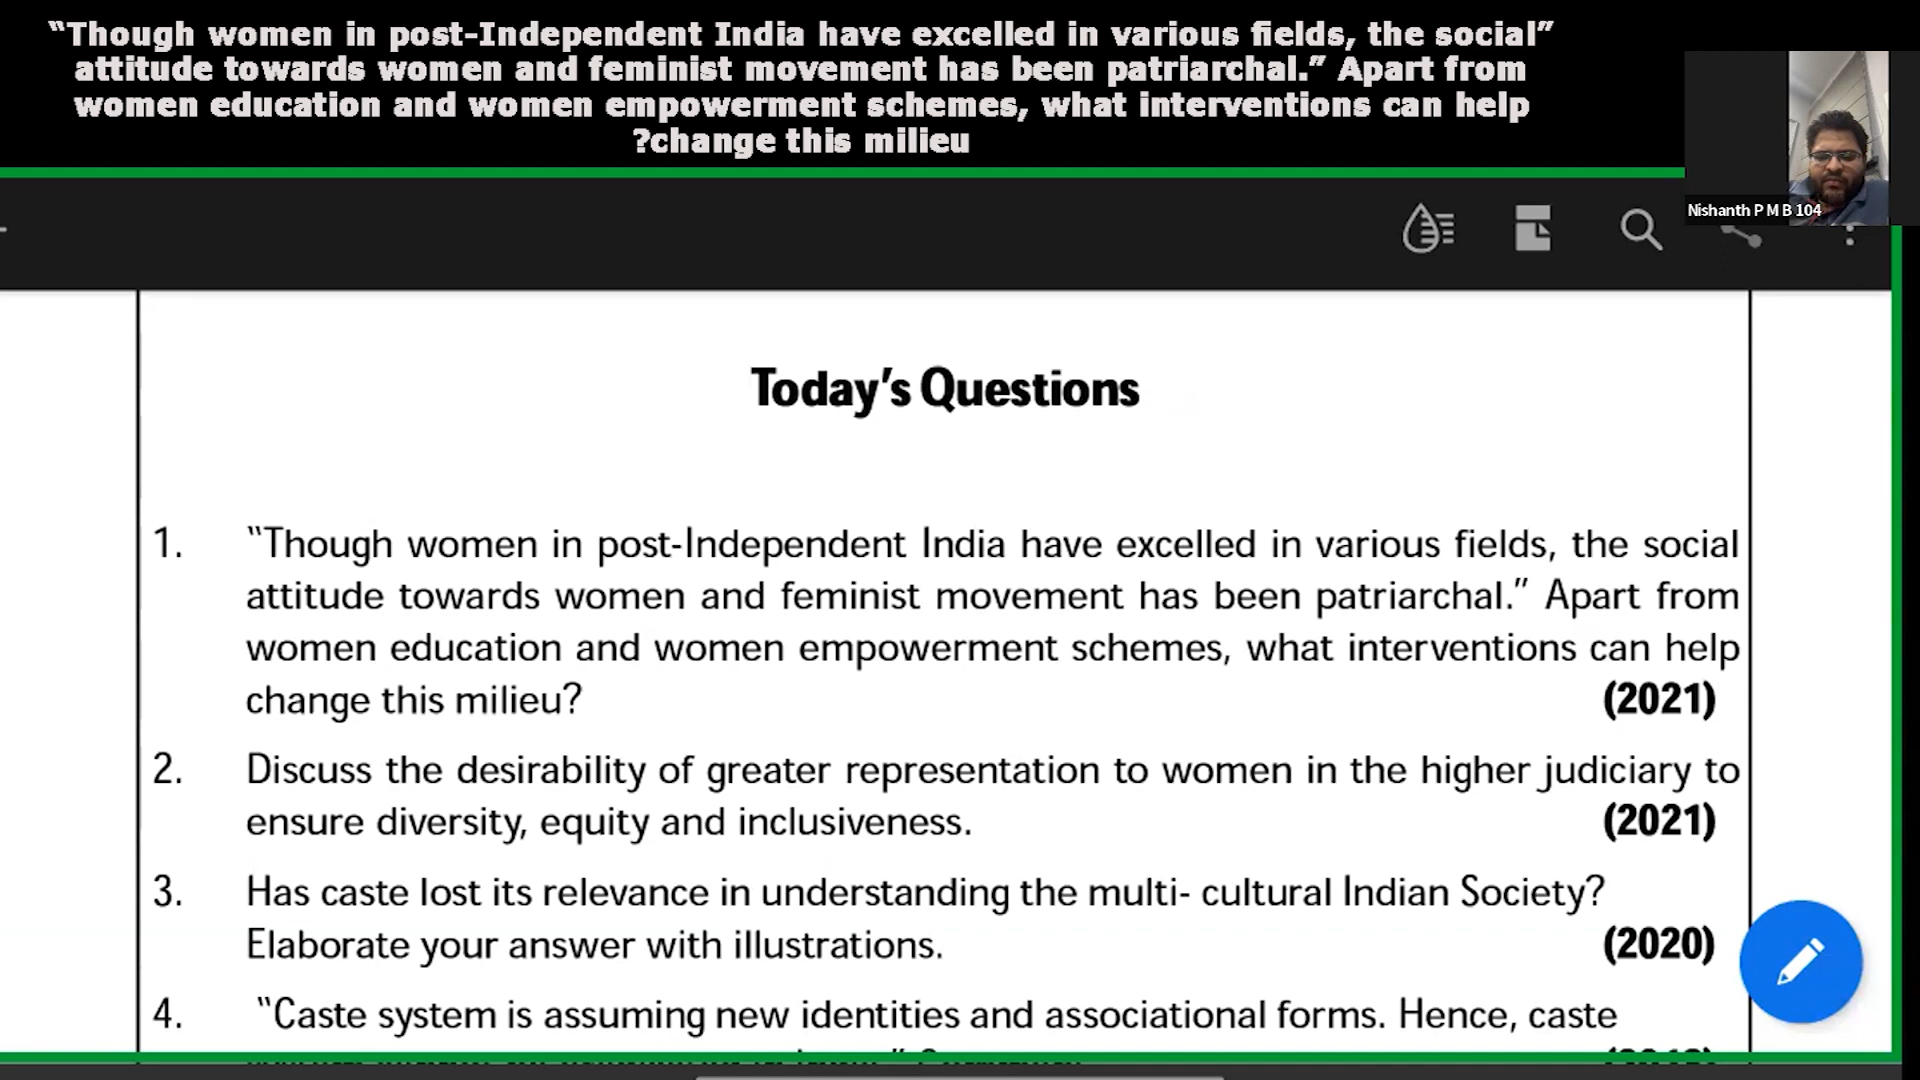 “Though women in post-Independent India have excelled in various fields, the social”
attitude towards women and feminist movement has been patriarchal.” Apart from
women education and women empowerment schemes, what interventions can help
?change this milieu
Nishanth P M B 104
Today’s Questions
1. “Though women in post-Independent India have excelled in various fields, the social
attitude towards women and feminist movement has been patriarchal.” Apart from
women education and women empowerment schemes, what interventions can help
change this milieu? (2021)
2. Discuss the desirability of greater representation to women in the higher judiciary to
ensure diversity, equity and inclusiveness. (2021)
3. Has caste lost its relevance in understanding the multi- cultural Indian Society?
Elaborate your answer with illustrations. (2020)
4. “Caste system is assuming new identities and associational forms. Hence, caste